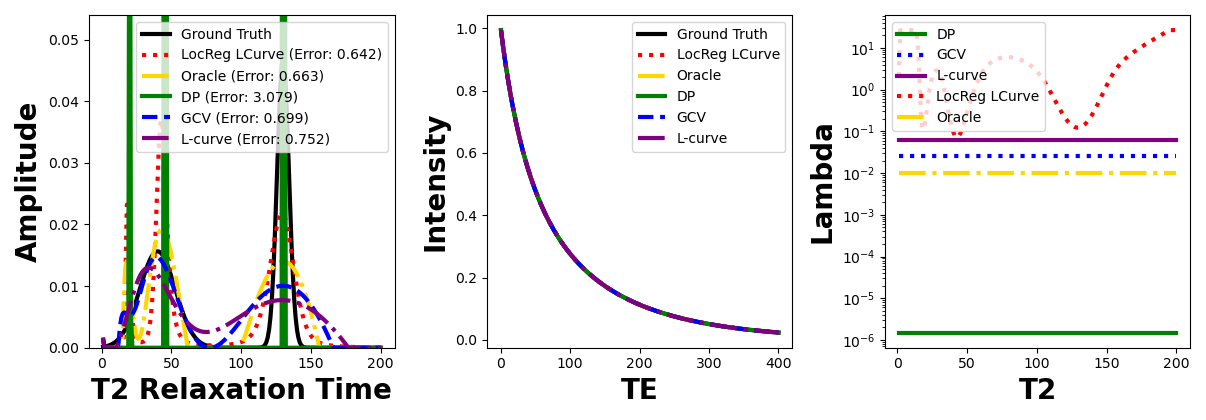 Amplitude
0.05
0.04
0.03
0.02
0.01
0.00
0
50
100
150
200
T2 Relaxation Time
Ground Truth
LocReg LCurve (Error: 0.642)
Oracle (Error: 0.663)
DP (Error: 3.079)
GCV (Error: 0.699)
L-curve (Error: 0.752)
Intensity
1.0
0.8
0.6
0.4
0.2
0.0
0
100
200
300
400
TE
Ground Truth
LocReg LCurve
Oracle
DP
GCV
L-curve
Lambda
10^1
10^0
10^-1
10^-2
10^-3
10^-4
10^-5
10^-6
0
50
100
150
200
T2
DP
GCV
L-curve
LocReg LCurve
Oracle